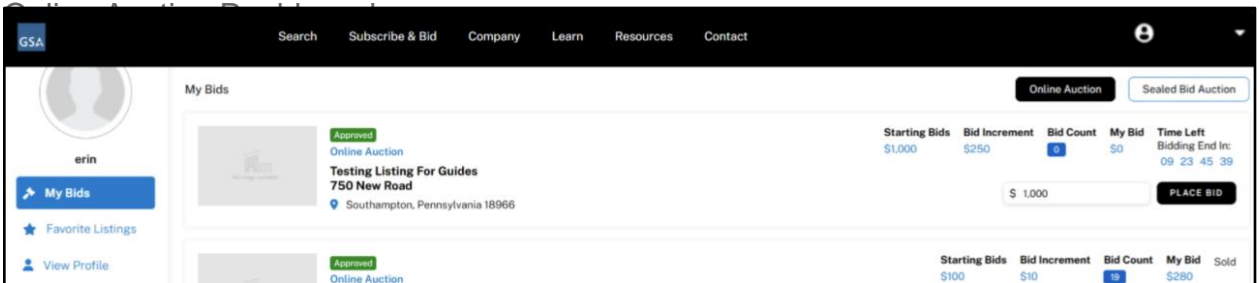 GSA
Search Subscribe & Bid Company Learn Resources Contact
My Bids
Online Auction Sealed Bid Auction
erin
My Bids
Favorite Listings
View Profile
Approved
Online Auction
Testing Listing For Guides
750 New Road
Southampton, Pennsylvania 18966
Starting Bids Bid Increment Bid Count My Bid Time Left
$1,000 $250 0 $0 Bidding End In:
09 23 45 39
$ 1,000 PLACE BID
Approved
Online Auction
Starting Bids Bid Increment Bid Count My Bid Sold
$100 $10 19 $280